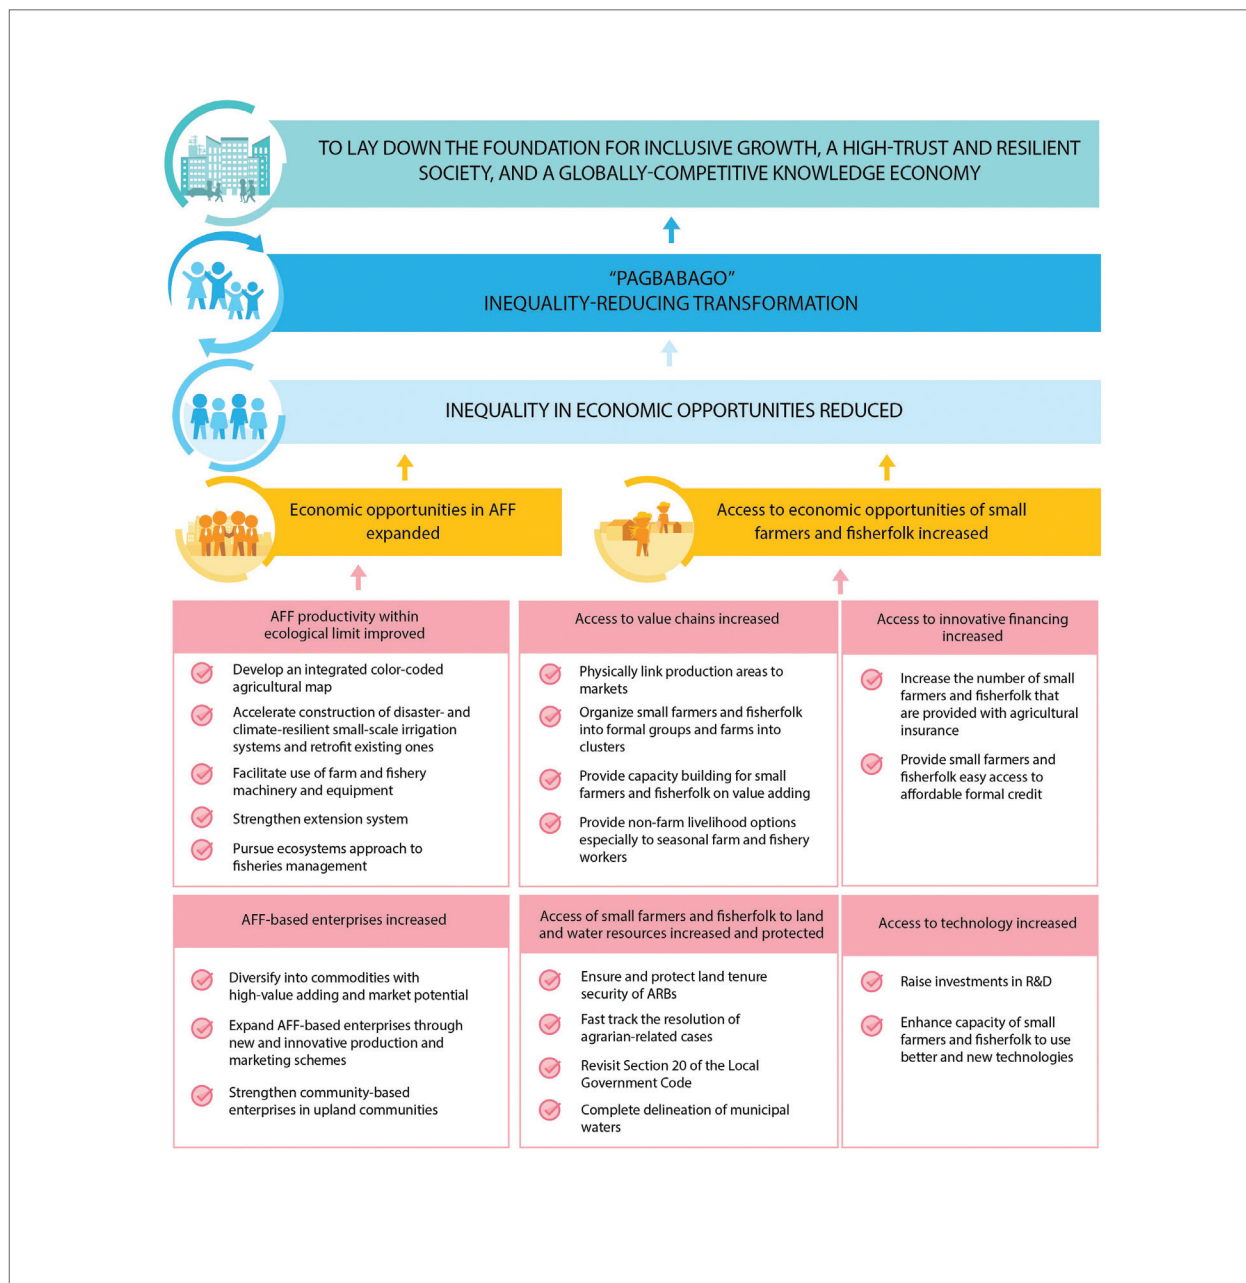 TO LAY DOWN THE FOUNDATION FOR INCLUSIVE GROWTH, A HIGH-TRUST AND RESILIENT
SOCIETY, AND A GLOBALLY-COMPETITIVE KNOWLEDGE ECONOMY
“PAGBABAGO”
INEQUALITY-REDUCING TRANSFORMATION
INEQUALITY IN ECONOMIC OPPORTUNITIES REDUCED
Economic opportunities in AFF
expanded
Access to economic opportunities of small
farmers and fisherfolk increased
AFF productivity within
ecological limit improved
Develop an integrated color-coded
agricultural map
Accelerate construction of disaster- and
climate-resilient small-scale irrigation
systems and retrofit existing ones
Facilitate use of farm and fishery
machinery and equipment
Strengthen extension system
Pursue ecosystems approach to
fisheries management
Access to value chains increased
Physically link production areas to
markets
Organize small farmers and fisherfolk
into formal groups and farms into
clusters
Provide capacity building for small
farmers and fisherfolk on value adding
Provide non-farm livelihood options
especially to seasonal farm and fishery
workers
Access to innovative financing
increased
Increase the number of small
farmers and fisherfolk that
are provided with agricultural
insurance
Provide small farmers and
fisherfolk easy access to
affordable formal credit
AFF-based enterprises increased
Diversify into commodities with
high-value adding and market potential
Expand AFF-based enterprises through
new and innovative production and
marketing schemes
Strengthen community-based
enterprises in upland communities
Access of small farmers and fisherfolk to land
and water resources increased and protected
Ensure and protect land tenure
security of ARBs
Fast track the resolution of
agrarian-related cases
Revisit Section 20 of the Local
Government Code
Complete delineation of municipal
waters
Access to technology increased
Raise investments in R&D
Enhance capacity of small
farmers and fisherfolk to use
better and new technologies